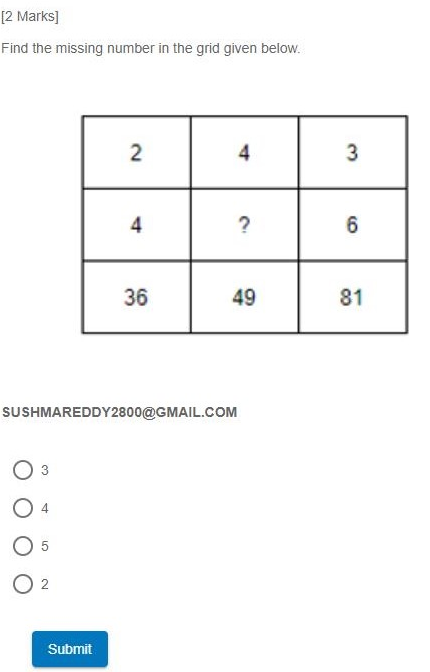 [2 Marks]
Find the missing number in the grid given below.
2 4 3
4 ? 6
36 49 81
SUSHMAREDDY2800@GMAIL.COM
3
4
5
2
Submit